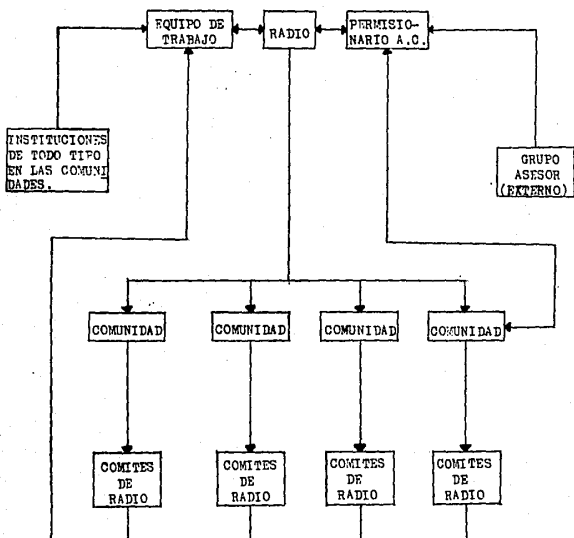 EQUIPO DE
TRABAJO
RADIO
PERMISIO-
NARIO A.C.
INSTITUCIONES
DE TODO TIPO
EN LAS COMUNI
DADES.
GRUPO
ASESOR
(EXTERNO)
COMUNIDAD
COMUNIDAD
COMUNIDAD
COMUNIDAD
COMITES
DE
RADIO
COMITES
DE
RADIO
COMITES
DE
RADIO
COMITES
DE
RADIO